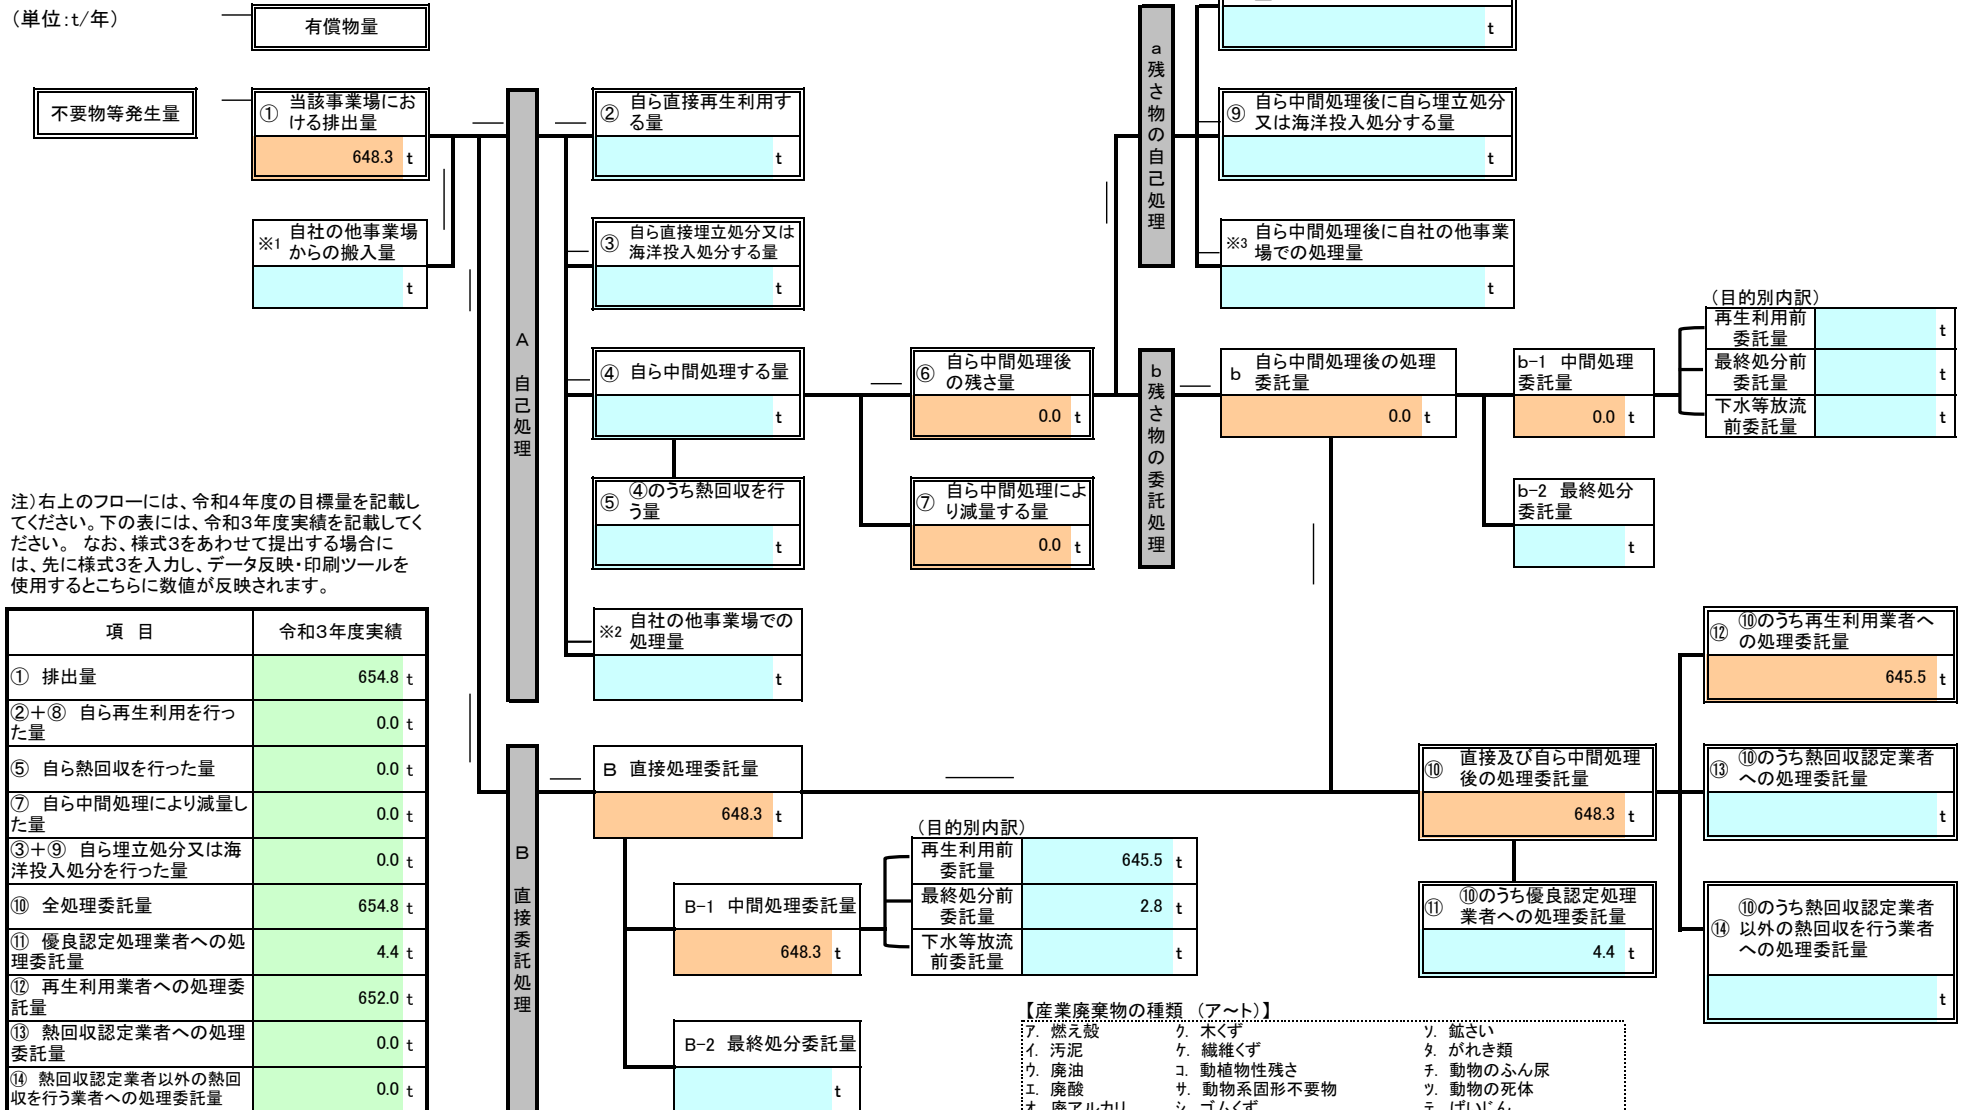 （単位:t/年）
有償物量
t
不要物等発生量
① 当該事業場にお
ける排出量
648.3 t
※1 自社の他事業場
からの搬入量
t
A 自己処理
② 自ら直接再生利用す
る量
t
③ 自ら直接埋立処分又は
海洋投入処分する量
t
④ 自ら中間処理する量
t
⑤ ④のうち熱回収を行
う量
t
※2 自社の他事業場での
処理量
t
⑥ 自ら中間処理後
の残さ量
0.0 t
⑦ 自ら中間処理によ
り減量する量
0.0 t
a 残さ物の自己処理
⑨ 自ら中間処理後に自ら埋立処分
又は海洋投入処分する量
t
※3 自ら中間処理後に自社の他事業
場での処理量
t
b 残さ物の委託処理
b 自ら中間処理後の処理
委託量
0.0 t
b-1 中間処理
委託量
0.0 t
b-2 最終処分
委託量
t
（目的別内訳）
再生利用前
委託量
t
最終処分前
委託量
t
下水等放流
前委託量
t
注）右上のフローには、令和4年度の目標量を記載し
てください。下の表には、令和3年度実績を記載してく
ださい。 なお、様式3をあわせて提出する場合に
は、先に様式3を入力し、データ反映・印刷ツールを
使用するとこちらに数値が反映されます。
項 目 令和3年度実績
① 排出量 654.8 t
②＋⑧ 自ら再生利用を行っ
た量 0.0 t
⑤ 自ら熱回収を行った量 0.0 t
⑦ 自ら中間処理により減量し
た量 0.0 t
③＋⑨ 自ら埋立処分又は海
洋投入処分を行った量 0.0 t
⑩ 全処理委託量 654.8 t
⑪ 優良認定処理業者への処
理委託量 4.4 t
⑫ 再生利用業者への処理委
託量 652.0 t
⑬ 熱回収認定業者への処理
委託量 0.0 t
⑭ 熱回収認定業者以外の熱回
収を行う業者への処理委託量 0.0 t
B 直接委託処理
B 直接処理委託量
648.3 t
B-1 中間処理委託量
648.3 t
B-2 最終処分委託量
t
（目的別内訳）
再生利用前
委託量
645.5 t
最終処分前
委託量
2.8 t
下水等放流
前委託量
t
⑩ 直接及び自ら中間処理
後の処理委託量
648.3 t
⑪ ⑩のうち優良認定処理
業者への処理委託量
4.4 t
⑫ ⑩のうち再生利用業者へ
の処理委託量
645.5 t
⑬ ⑩のうち熱回収認定業者
への処理委託量
t
⑭ ⑩のうち熱回収認定業者
以外の熱回収を行う業者
への処理委託量
t
【産業廃棄物の種類 （ア～ト）】
ｱ. 燃え殻 ｸ. 木くず ｿ. 鉱さい
ｲ. 汚泥 ｹ. 繊維くず ﾀ. がれき類
ｳ. 廃油 ｺ. 動植物性残さ ﾁ. 動物のふん尿
ｴ. 廃酸 ｻ. 動物系固形不要物 ﾂ. 動物の死体
ｵ. 廃アルカリ ｼ. ゴムくず ﾃ. ばいじん